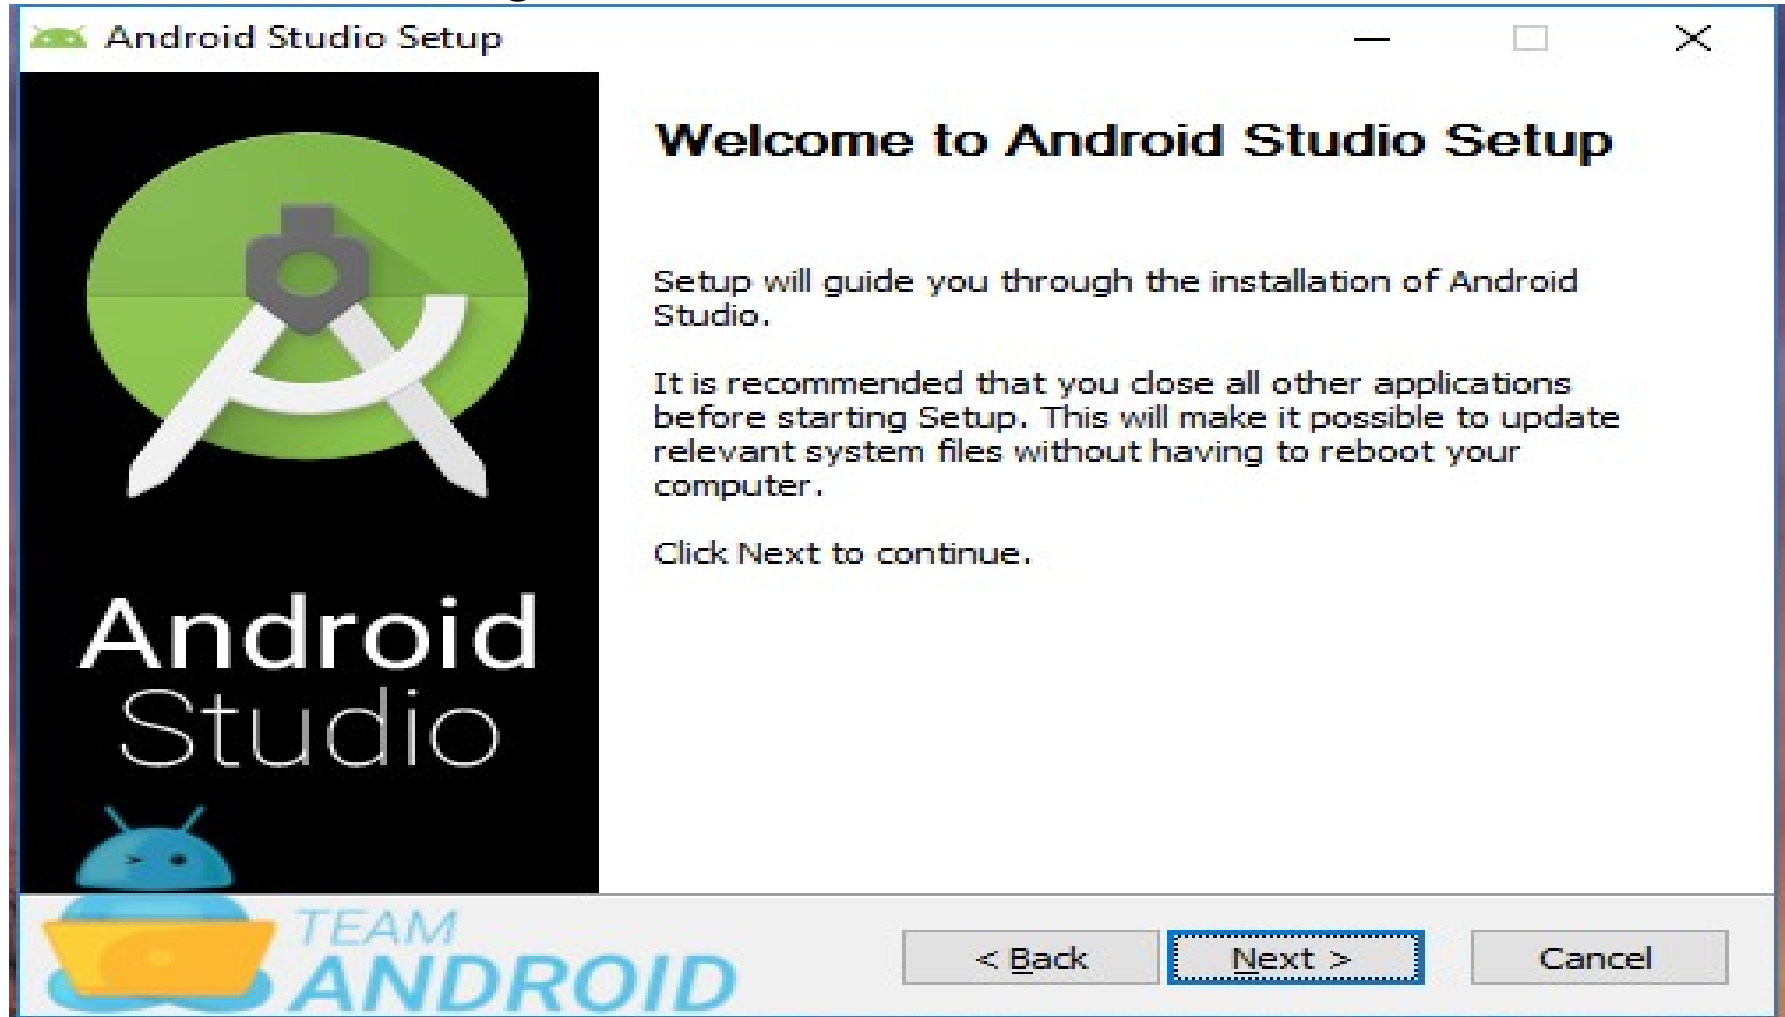 Android Studio Setup
Welcome to Android Studio Setup
Setup will guide you through the installation of Android
Studio.
It is recommended that you close all other applications
before starting Setup. This will make it possible to update
relevant system files without having to reboot your
computer.
Click Next to continue.
Android
Studio
TEAM
ANDROID
< Back
Next >
Cancel